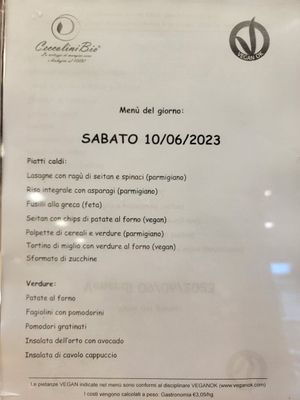 CeccoliniBio
VEGAN OK
Menù del giorno:
SABATO 10/06/2023
Piatti caldi:
Lasagne con ragù di seitan e spinaci (parmigiano)
Riso integrale con asparagi (parmigiano)
Fusilli alla greca (feta)
Seitan con chips di patate al forno (vegan)
Polpette di cereali e verdure (parmigiano)
Tortino di miglio con verdure al forno (vegan)
Sformato di zucchine
Verdure:
Patate al forno
Fagiolini con pomodorini
Pomodori gratinati
Insalata dell'orto con avocado
Insalata di cavolo cappuccio
Le pietanze VEGAN indicate nel menù sono conformi al disciplinare VEGANOK (www.veganok.com)
I costi vengono calcolati a peso: Gastronomia €3,05/hg